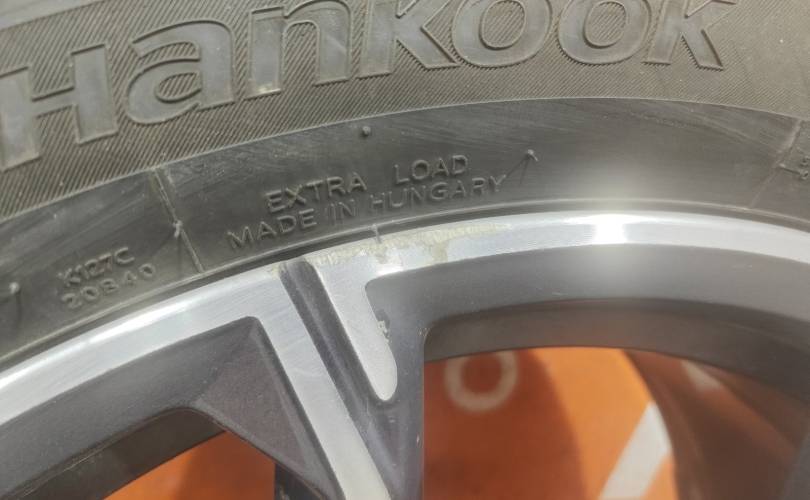 Hankook
EXTRA LOAD
MADE IN HUNGARY
K127C
20840